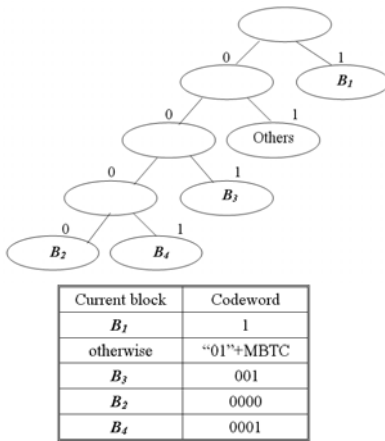 0 1
B1
0 1
Others
0 1
B3
0 1
B2 B4
Current block Codeword
B1 1
otherwise “01”+MBTC
B3 001
B2 0000
B4 0001